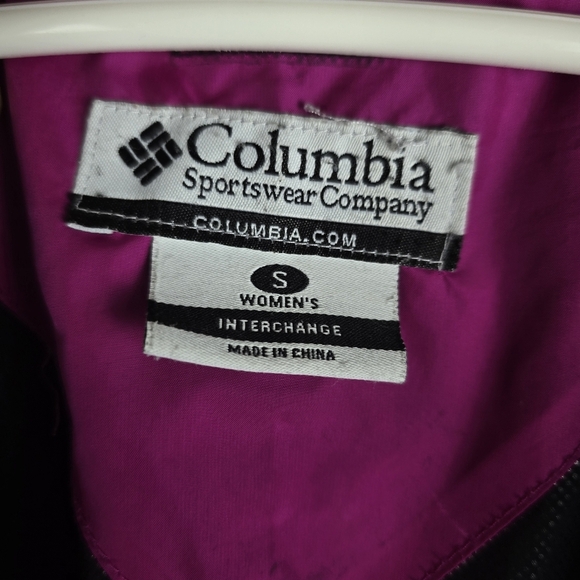 Columbia
Sportswear Company
COLUMBIA.COM
S
WOMEN'S
INTERCHANGE
MADE IN CHINA